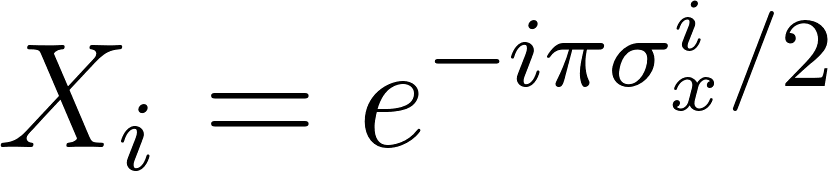 $X_i = e^{-i\pi\sigma_x^i/2}$